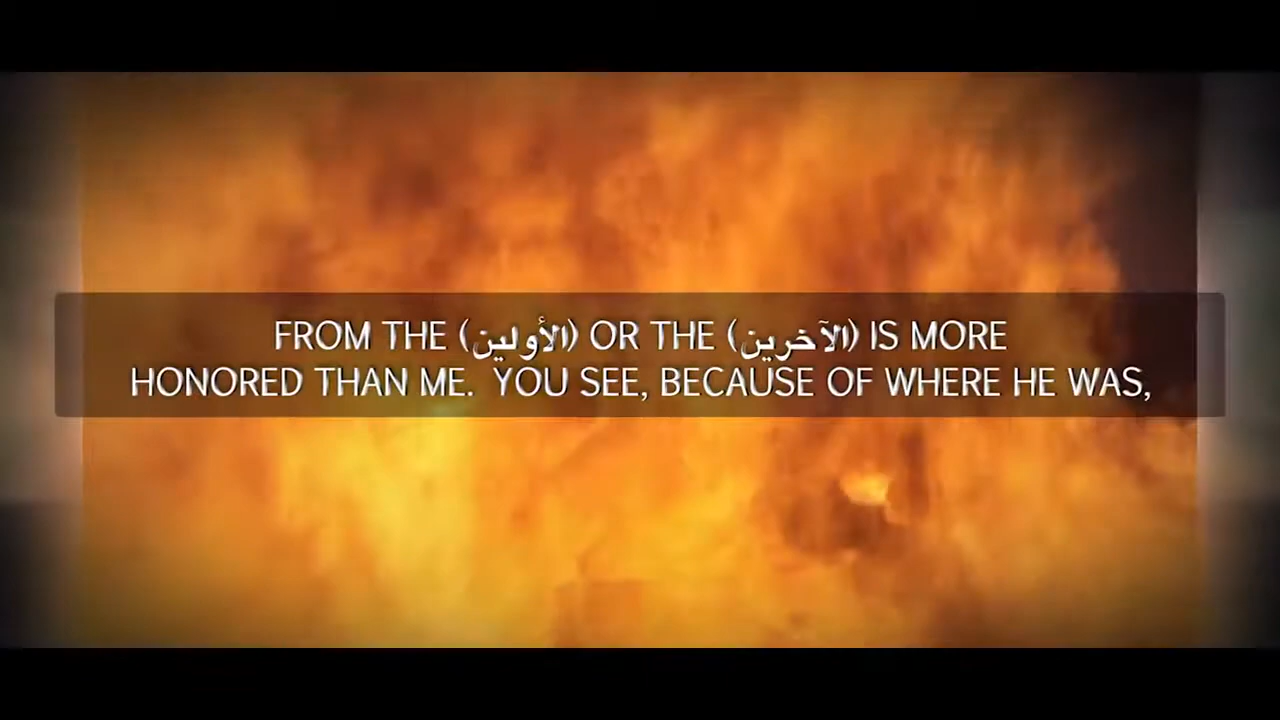 FROM THE (الأولين) OR THE (الآخرين) IS MORE
HONORED THAN ME.  YOU SEE, BECAUSE OF WHERE HE WAS,